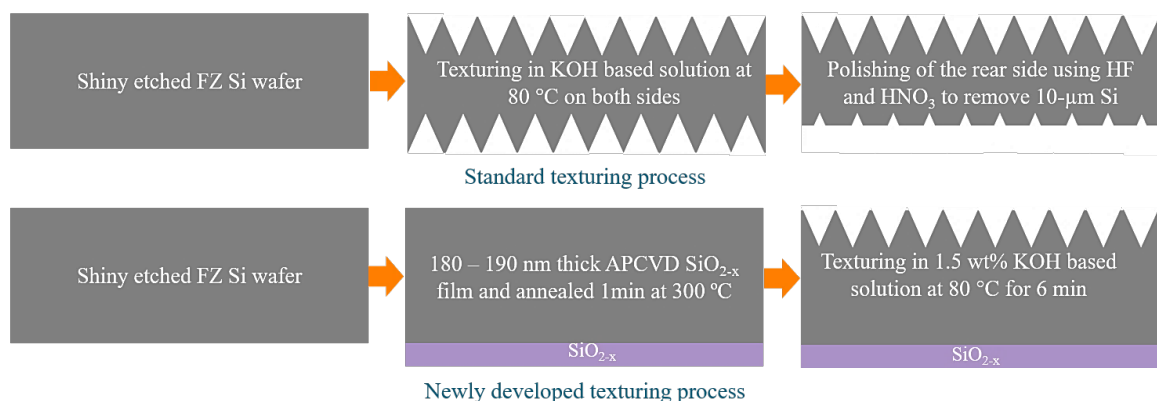 Shiny etched FZ Si wafer
Texturing in KOH based solution at
80 °C on both sides
Polishing of the rear side using HF
and HNO₃ to remove 10-μm Si
Standard texturing process
Shiny etched FZ Si wafer
180 – 190 nm thick APCVD SiO₂₋ₓ
film and annealed 1min at 300 ºC
SiO₂₋ₓ
Texturing in 1.5 wt% KOH based
solution at 80 °C for 6 min
SiO₂₋ₓ
Newly developed texturing process